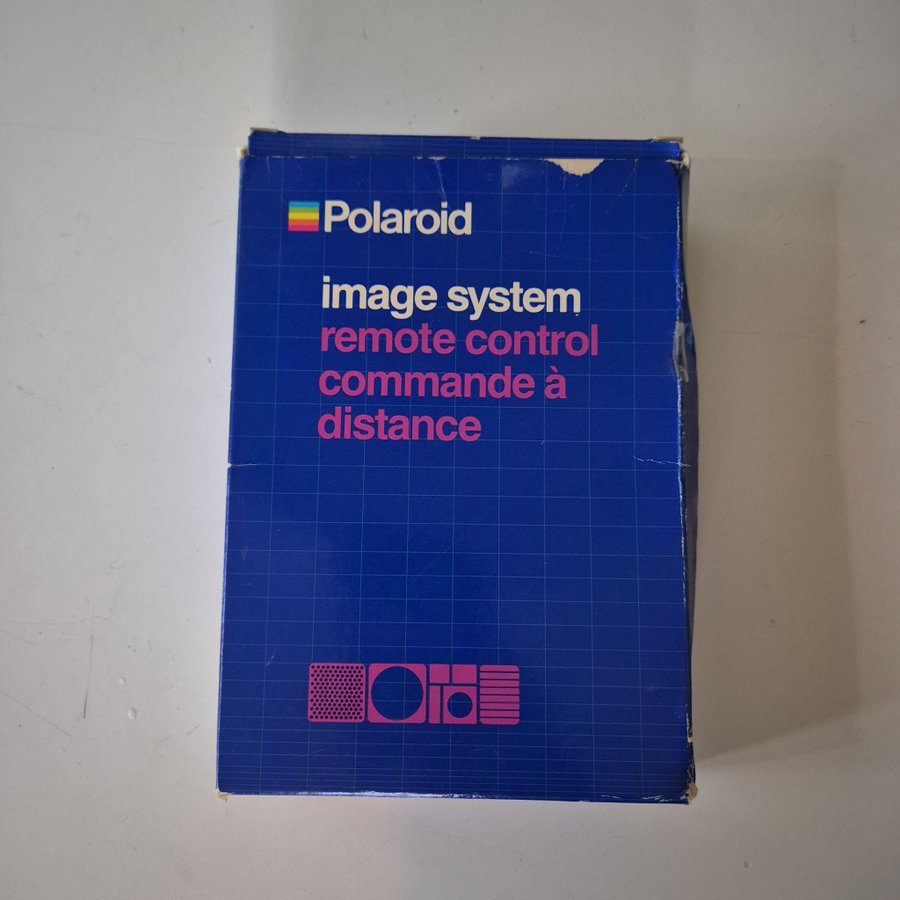 Polaroid
image system
remote control
commande à
distance